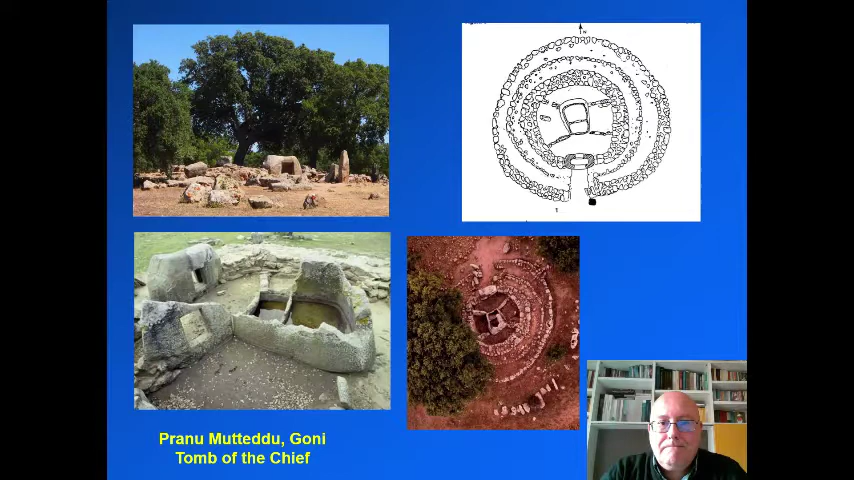 Pranu Mutteddu, Goni
Tomb of the Chief